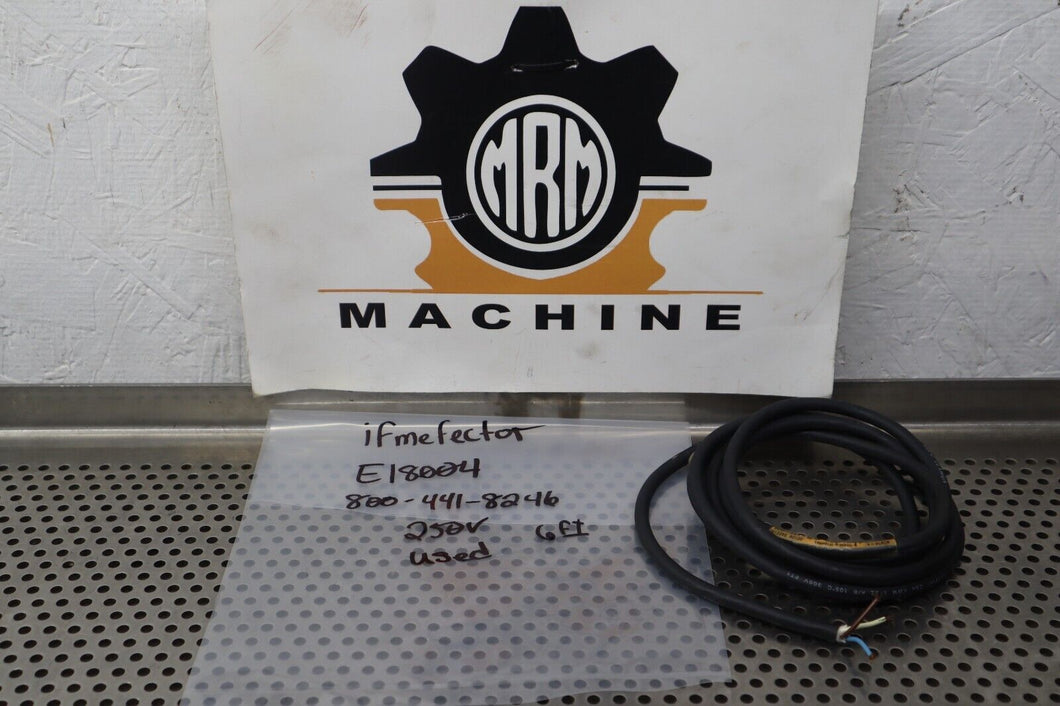 MRM
MACHINE
ifmefector
E18004
800-441-8246
250V 6ft
used